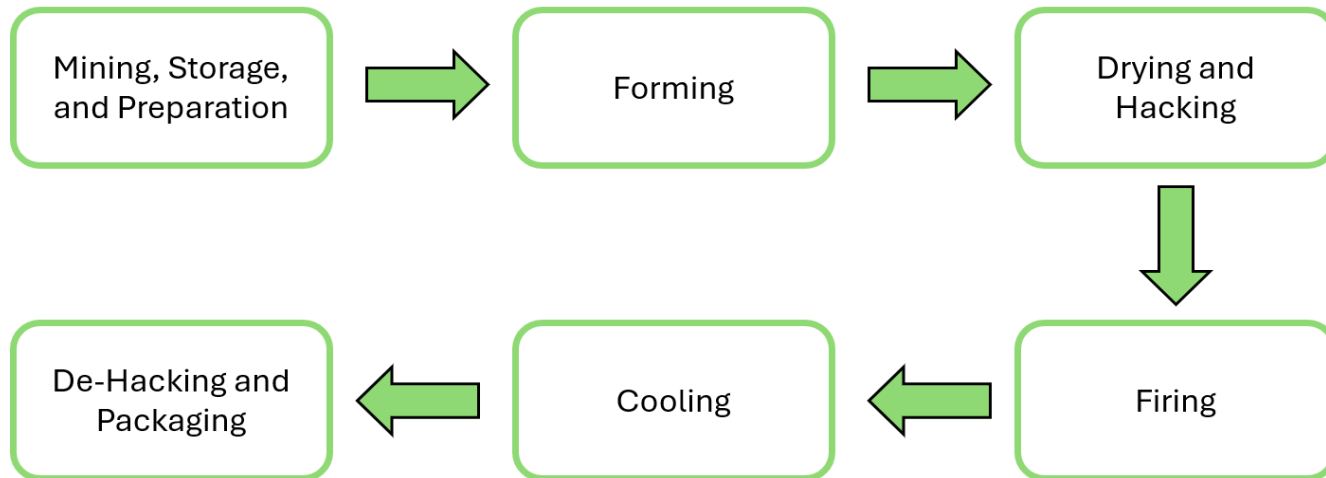 Mining, Storage,
and Preparation
Forming
Drying and
Hacking
Firing
Cooling
De-Hacking and
Packaging